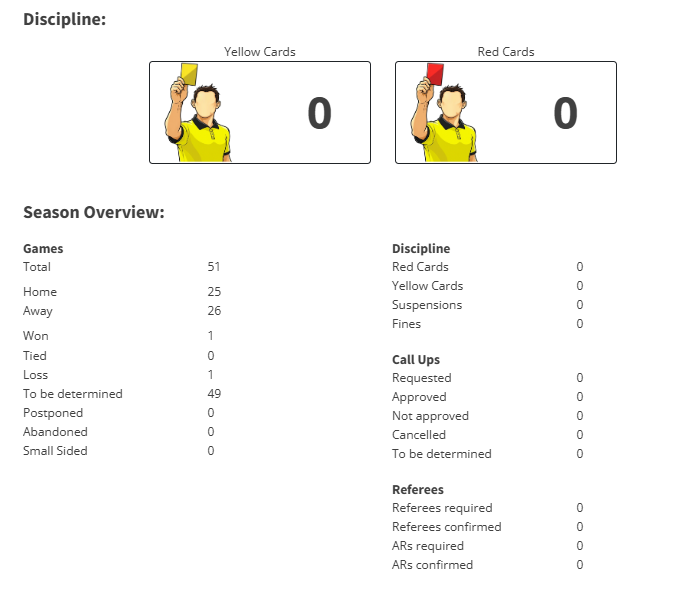 Discipline:
Yellow Cards
Red Cards
0
0
Season Overview:
Games
Total 51
Home 25
Away 26
Won 1
Tied 0
Loss 1
To be determined 49
Postponed 0
Abandoned 0
Small Sided 0
Discipline
Red Cards 0
Yellow Cards 0
Suspensions 0
Fines 0
Call Ups
Requested 0
Approved 0
Not approved 0
Cancelled 0
To be determined 0
Referees
Referees required 0
Referees confirmed 0
ARs required 0
ARs confirmed 0